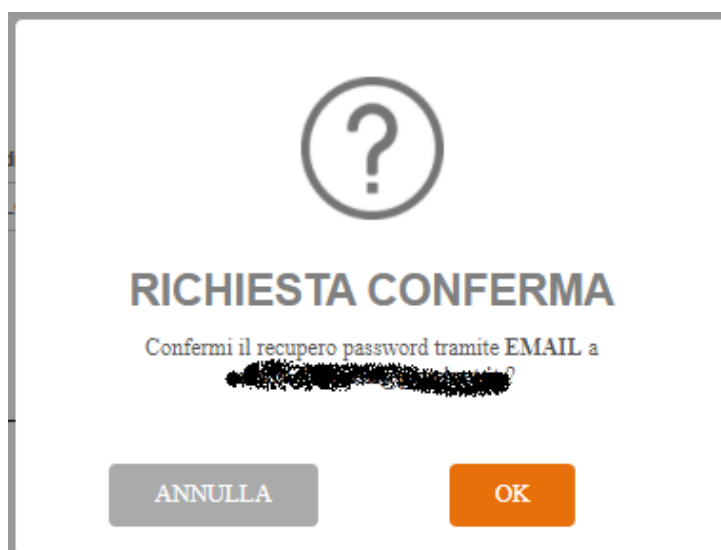 RICHIESTA CONFERMA
Confermi il recupero password tramite EMAIL a
?
ANNULLA
OK